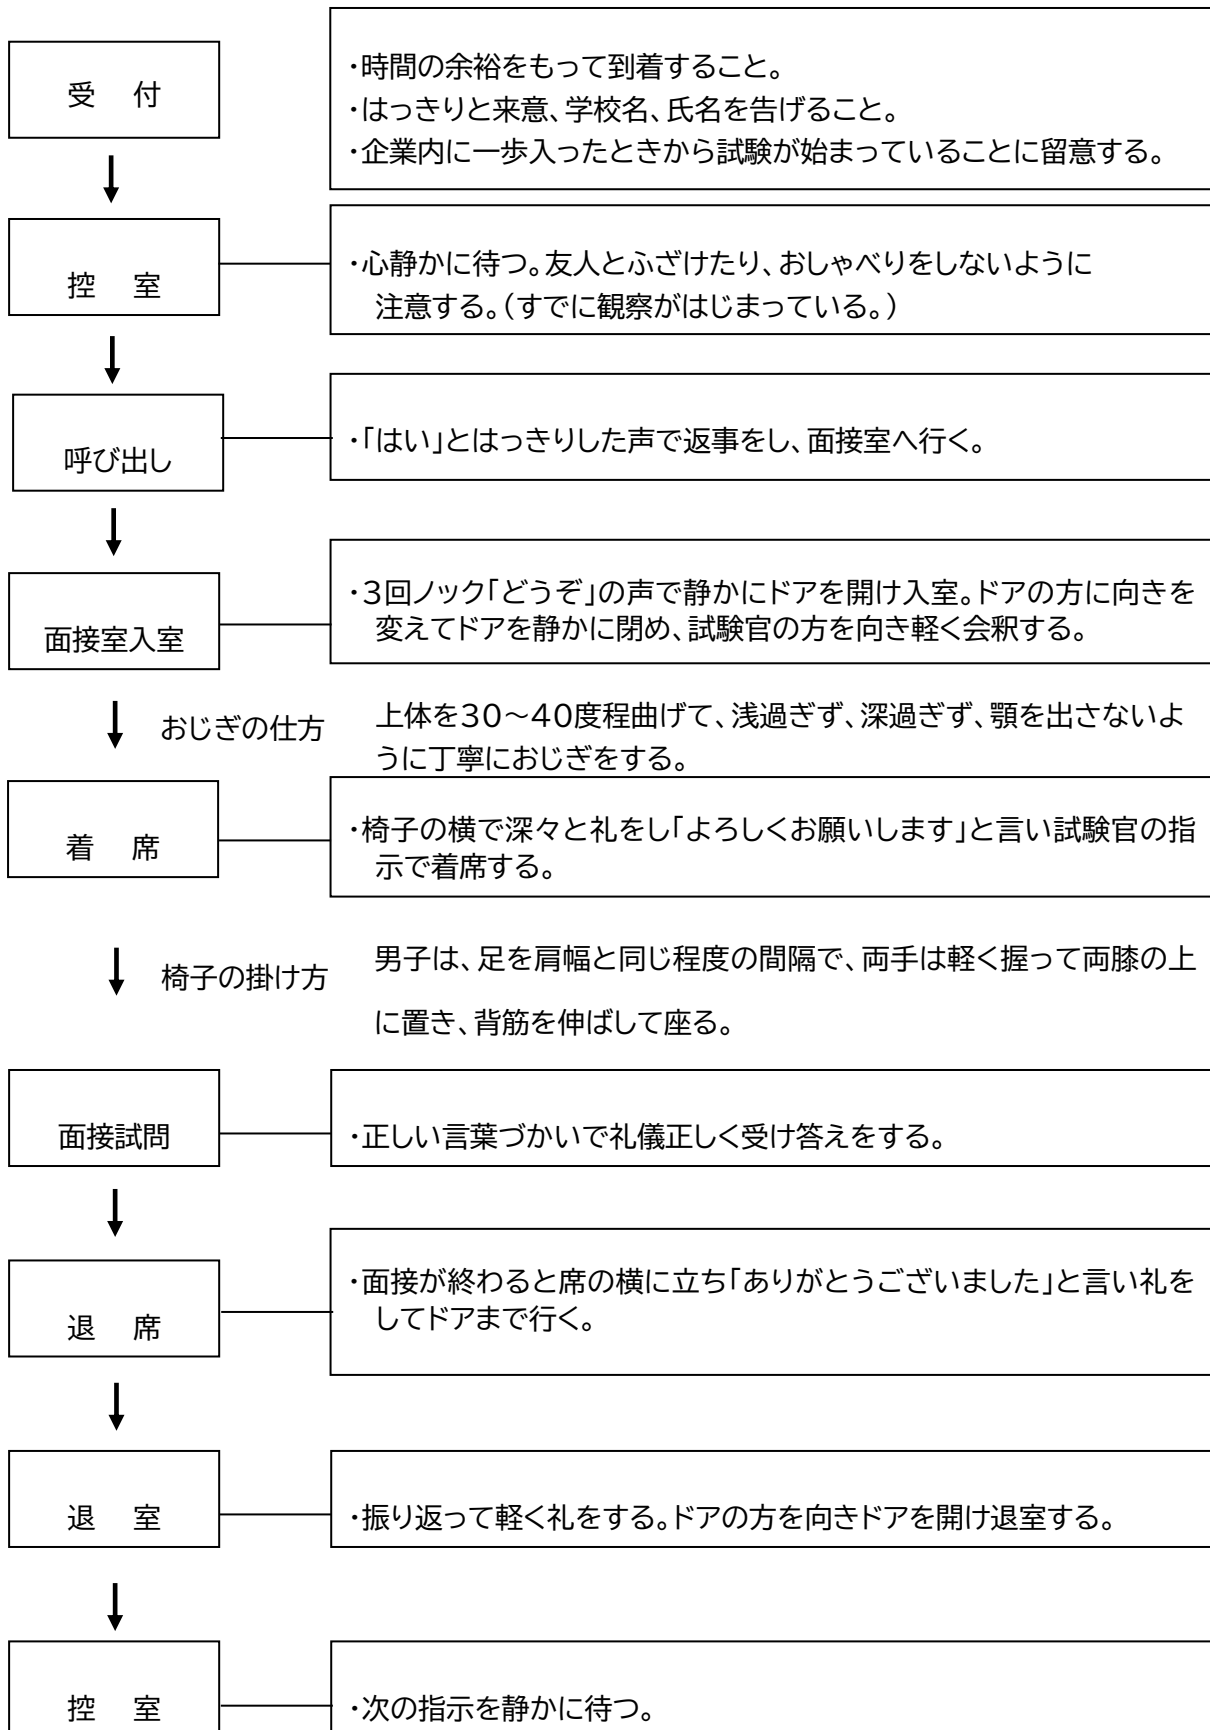 受　付
・時間の余裕をもって到着すること。
・はっきりと来意、学校名、氏名を告げること。
・企業内に一歩入ったときから試験が始まっていることに留意する。
控　室
・心静かに待つ。友人とふざけたり、おしゃべりをしないように
注意する。（すでに観察がはじまっている。）
呼び出し
・「はい」とはっきりした声で返事をし、面接室へ行く。
面接室入室
・３回ノック「どうぞ」の声で静かにドアを開け入室。ドアの方に向きを
変えてドアを静かに閉め、試験官の方を向き軽く会釈する。
おじぎの仕方
上体を３０～４０度程曲げて、浅過ぎず、深過ぎず、顎を出さないよ
うに丁寧におじぎをする。
着　席
・椅子の横で深々と礼をし「よろしくお願いします」と言い試験官の指
示で着席する。
椅子の掛け方
男子は、足を肩幅と同じ程度の間隔で、両手は軽く握って両膝の上
に置き、背筋を伸ばして座る。
面接試問
・正しい言葉づかいで礼儀正しく受け答えをする。
退　席
・面接が終わると席の横に立ち「ありがとうございました」と言い礼を
してドアまで行く。
退　室
・振り返って軽く礼をする。ドアの方を向きドアを開け退室する。
控　室
・次の指示を静かに待つ。